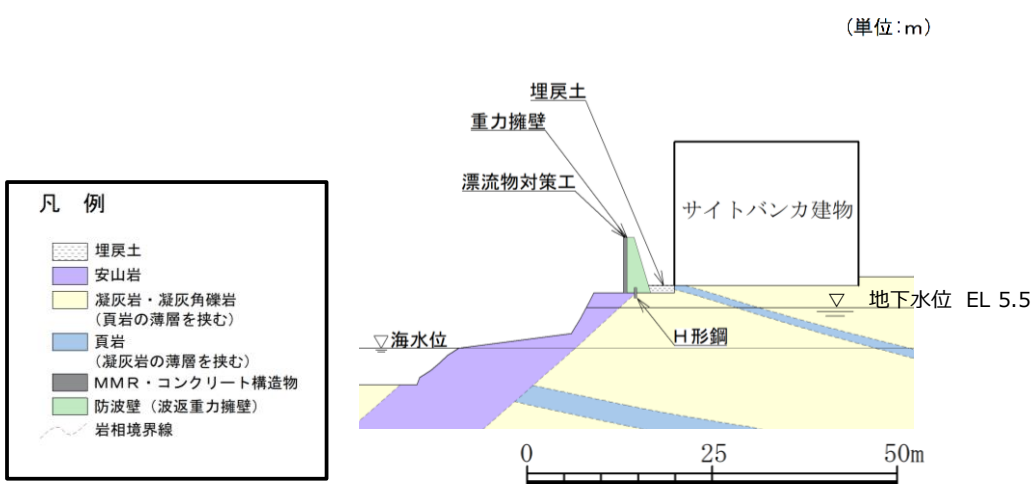 (単位:m)
埋戻土
重力擁壁
漂流物対策工
サイトバンカ建物
地下水位 EL 5.5
海水位
H形鋼
0 25 50m
凡 例
埋戻土
安山岩
凝灰岩・凝灰角礫岩
(頁岩の薄層を挟む)
頁岩
(凝灰岩の薄層を挟む)
MMR・コンクリート構造物
防波壁(波返重力擁壁)
岩相境界線